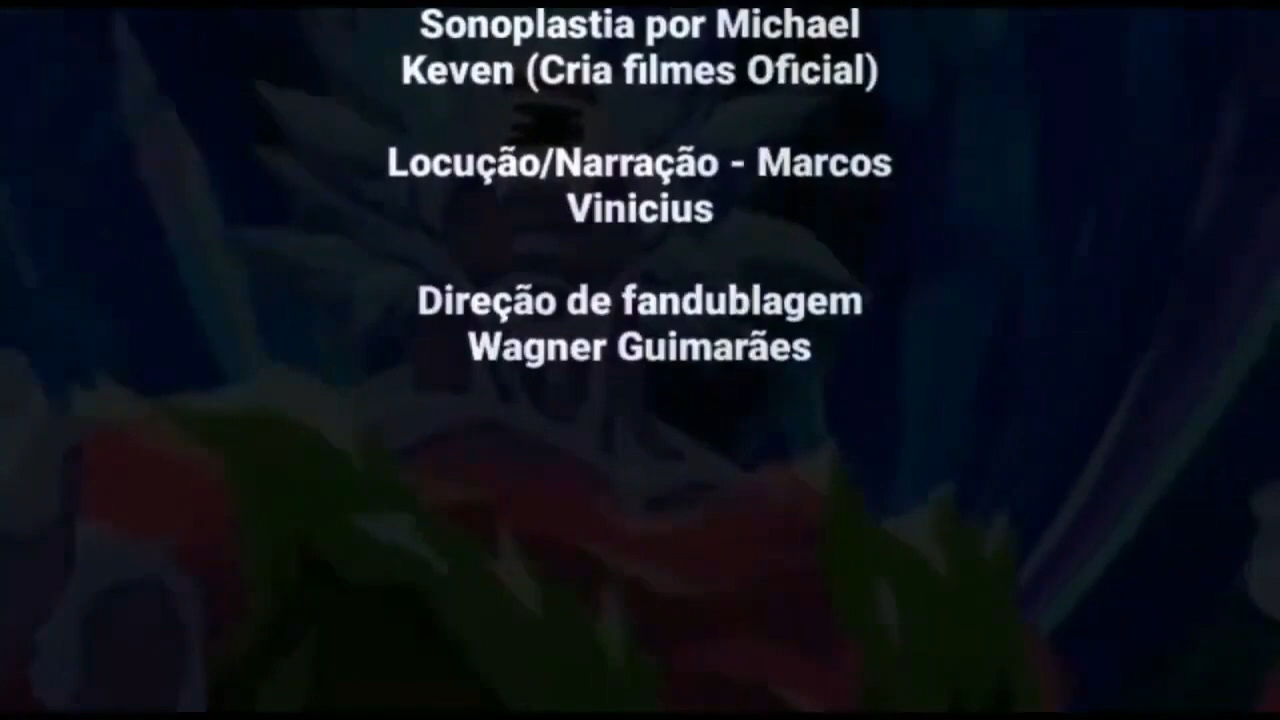 Sonoplastia por Michael
Keven (Cria filmes Oficial)
Locução/Narração - Marcos
Vinicius
Direção de fandublagem
Wagner Guimarães